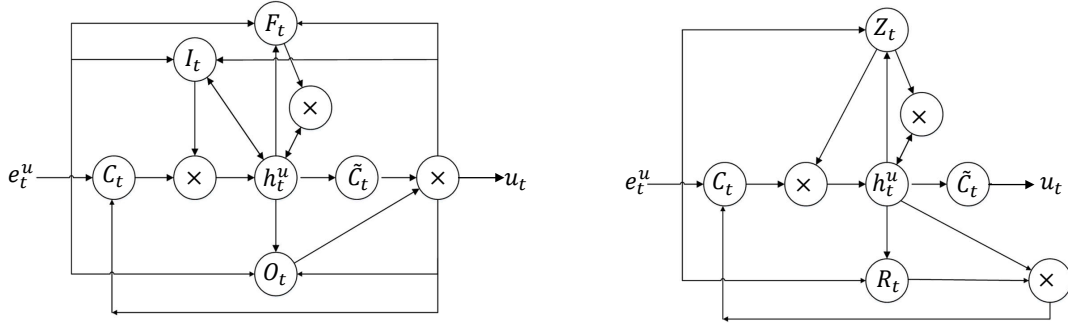 F_t
Z_t
I_t
×
×
e_t^u C_t × h_t^u C̃_t × u_t
e_t^u C_t × h_t^u C̃_t u_t
O_t
R_t ×